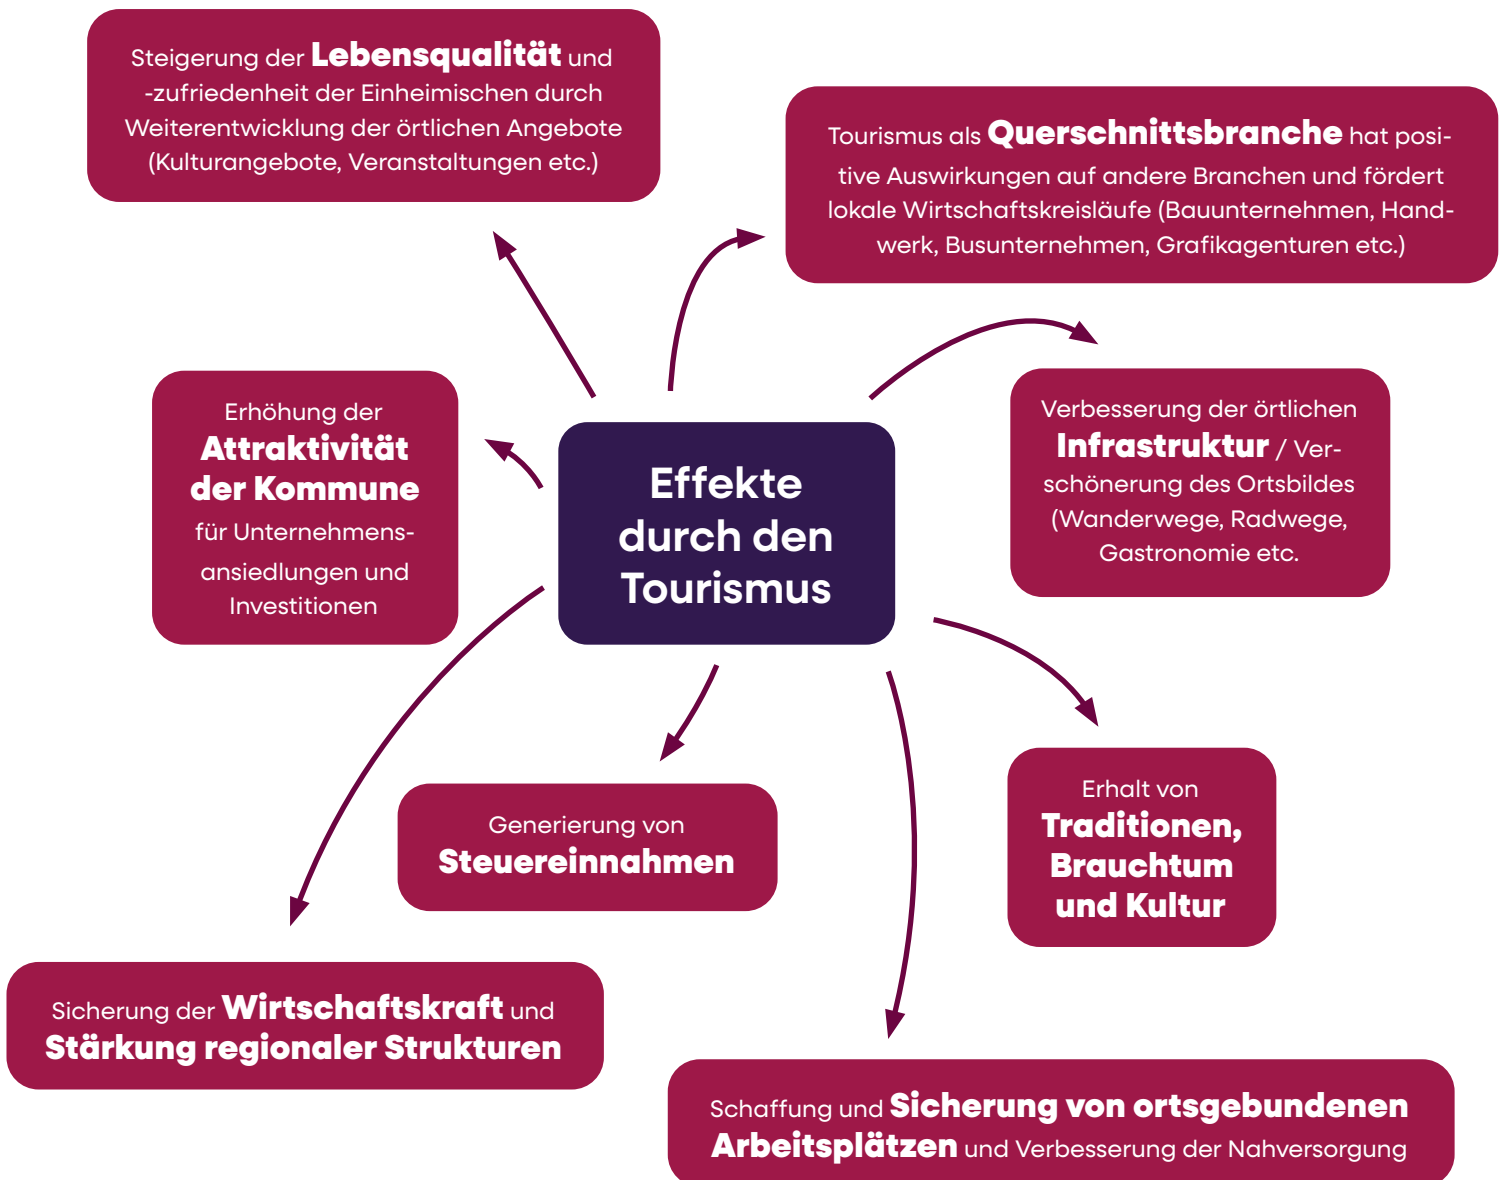 Steigerung der Lebensqualität und
-zufriedenheit der Einheimischen durch
Weiterentwicklung der örtlichen Angebote
(Kulturangebote, Veranstaltungen etc.)
Tourismus als Querschnittsbranche hat posi-
tive Auswirkungen auf andere Branchen und fördert
lokale Wirtschaftskreisläufe (Bauunternehmen, Hand-
werk, Busunternehmen, Grafikagenturen etc.)
Erhöhung der
Attraktivität
der Kommune
für Unternehmens-
ansiedlungen und
Investitionen
Effekte
durch den
Tourismus
Verbesserung der örtlichen
Infrastruktur / Ver-
schönerung des Ortsbildes
(Wanderwege, Radwege,
Gastronomie etc.
Generierung von
Steuereinnahmen
Erhalt von
Traditionen,
Brauchtum
und Kultur
Sicherung der Wirtschaftskraft und
Stärkung regionaler Strukturen
Schaffung und Sicherung von ortsgebundenen
Arbeitsplätzen und Verbesserung der Nahversorgung